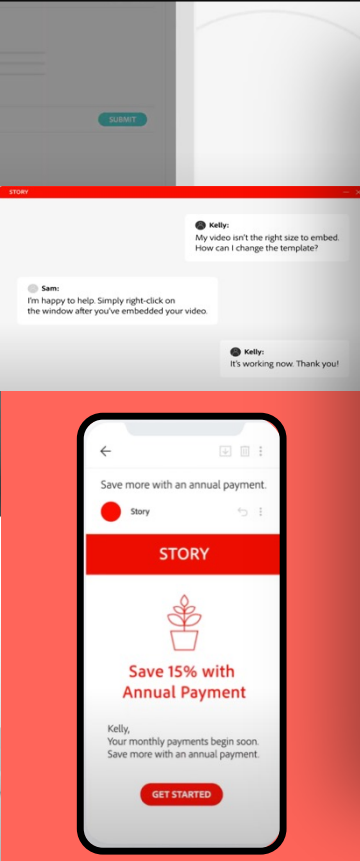 SUBMIT
STORY
Kelly:
My video isn't the right size to embed.
How can I change the template?
Sam:
I'm happy to help. Simply right-click on
the window after you've embedded your video.
Kelly:
It's working now. Thank you!
Save more with an annual payment.
Story
STORY
Save 15% with
Annual Payment
Kelly,
Your monthly payments begin soon.
Save more with an annual payment.
GET STARTED